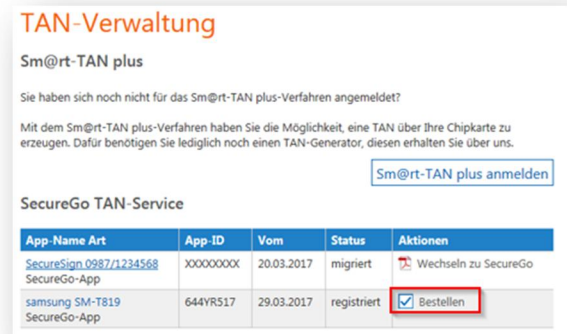 TAN-Verwaltung
Sm@rt-TAN plus
Sie haben sich noch nicht für das Sm@rt-TAN plus-Verfahren angemeldet?
Mit dem Sm@rt-TAN plus-Verfahren haben Sie die Möglichkeit, eine TAN über Ihre Chipkarte zu
erzeugen. Dafür benötigen Sie lediglich noch einen TAN-Generator, diesen erhalten Sie über uns.
Sm@rt-TAN plus anmelden
SecureGo TAN-Service
App-Name Art App-ID Vom Status Aktionen
SecureSign 0987/1234568 XXXXXXXX 20.03.2017 migriert Wechseln zu SecureGo
SecureGo-App
samsung SM-T819 644YR517 29.03.2017 registriert Bestellen
SecureGo-App